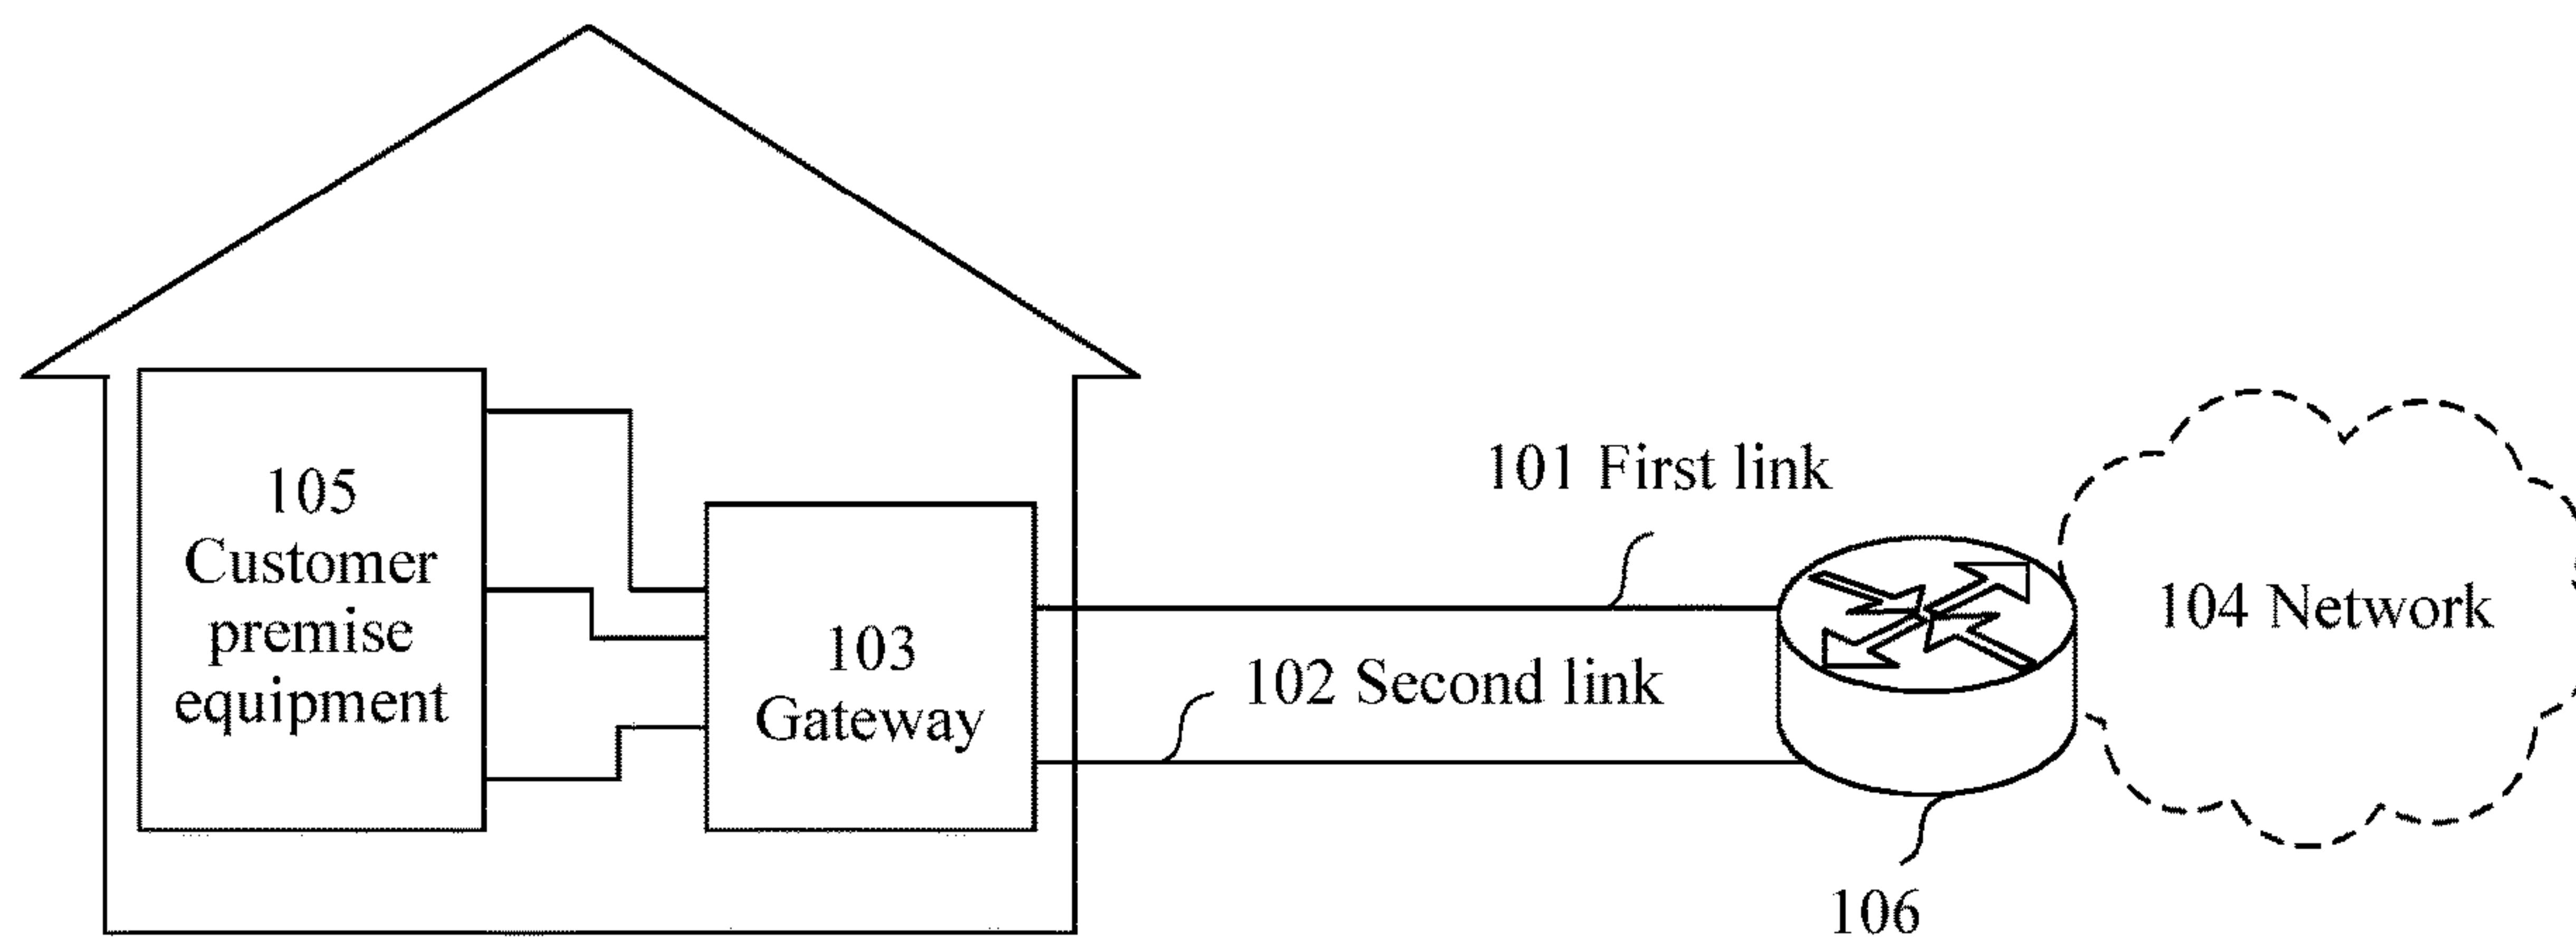 105
Customer
premise
equipment
103
Gateway
101 First link
102 Second link
104 Network
106